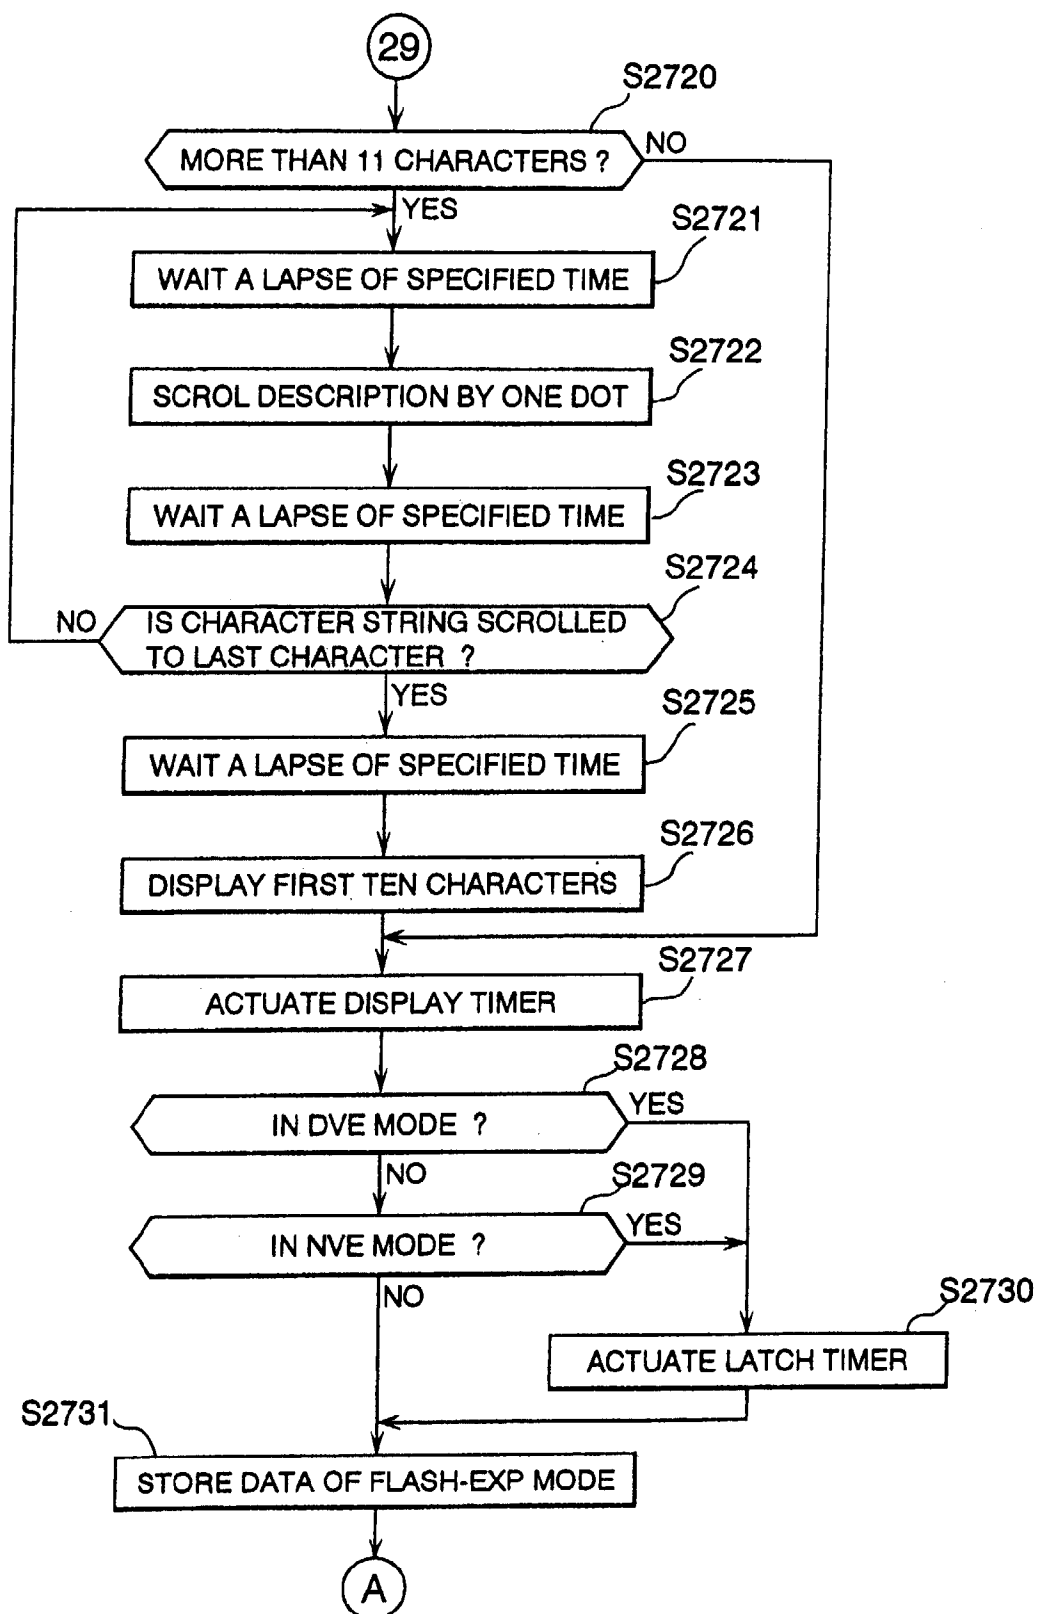 29
S2720
MORE THAN 11 CHARACTERS ?
NO
YES
S2721
WAIT A LAPSE OF SPECIFIED TIME
S2722
SCROL DESCRIPTION BY ONE DOT
S2723
WAIT A LAPSE OF SPECIFIED TIME
S2724
NO
IS CHARACTER STRING SCROLLED
TO LAST CHARACTER ?
YES
S2725
WAIT A LAPSE OF SPECIFIED TIME
S2726
DISPLAY FIRST TEN CHARACTERS
S2727
ACTUATE DISPLAY TIMER
S2728
IN DVE MODE ?
YES
NO
S2729
IN NVE MODE ?
YES
NO
S2730
ACTUATE LATCH TIMER
S2731
STORE DATA OF FLASH-EXP MODE
A